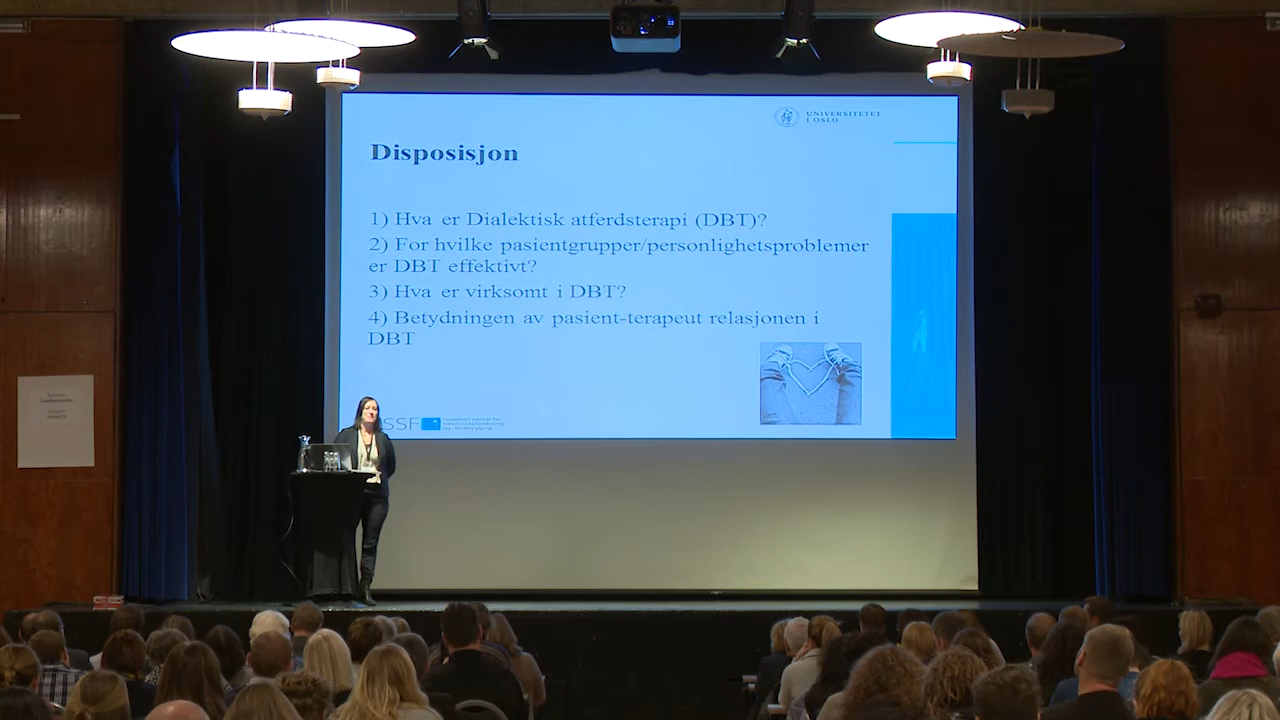 UNIVERSITETET
I OSLO
Disposisjon
1) Hva er Dialektisk atferdsterapi (DBT)?
2) For hvilke pasientgrupper/personlighetsproblemer
er DBT effektivt?
3) Hva er virksomt i DBT?
4) Betydningen av pasient-terapeut relasjonen i
DBT
SSF